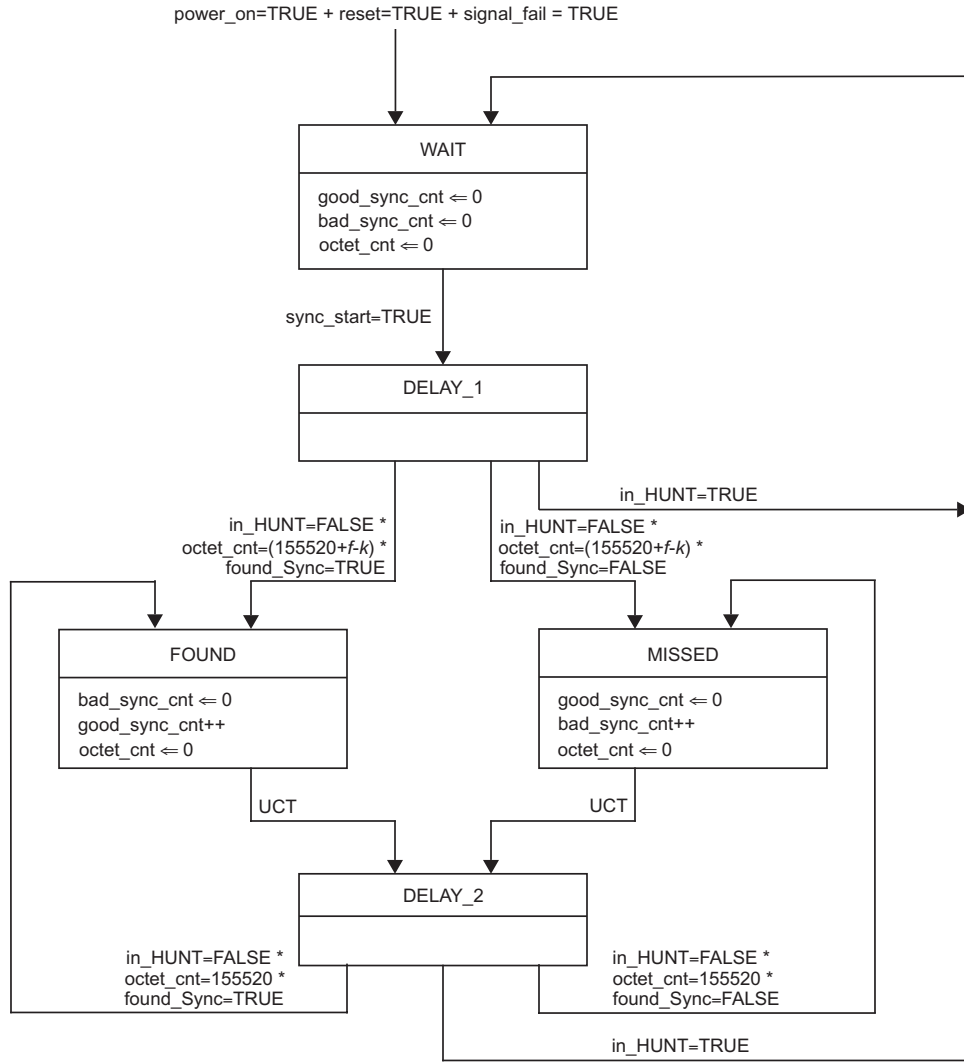 power_on=TRUE + reset=TRUE + signal_fail = TRUE
WAIT
good_sync_cnt ⇐ 0
bad_sync_cnt ⇐ 0
octet_cnt ⇐ 0
sync_start=TRUE
DELAY_1
in_HUNT=TRUE
in_HUNT=FALSE *
octet_cnt=(155520+f-k) *
found_Sync=TRUE
in_HUNT=FALSE *
octet_cnt=(155520+f-k) *
found_Sync=FALSE
FOUND
bad_sync_cnt ⇐ 0
good_sync_cnt++
octet_cnt ⇐ 0
MISSED
good_sync_cnt ⇐ 0
bad_sync_cnt++
octet_cnt ⇐ 0
UCT
UCT
DELAY_2
in_HUNT=FALSE *
octet_cnt=155520 *
found_Sync=TRUE
in_HUNT=FALSE *
octet_cnt=155520 *
found_Sync=FALSE
in_HUNT=TRUE